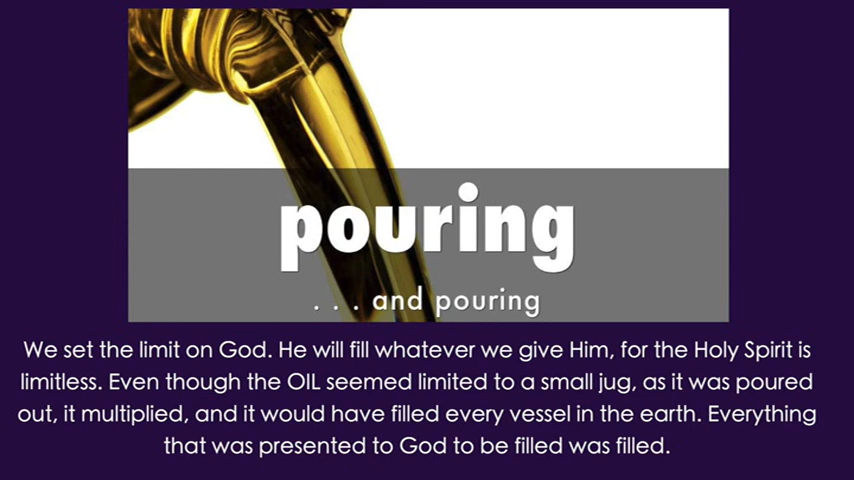 pouring
. . . and pouring
We set the limit on God. He will fill whatever we give Him, for the Holy Spirit is
limitless. Even though the OIL seemed limited to a small jug, as it was poured
out, it multiplied, and it would have filled every vessel in the earth. Everything
that was presented to God to be filled was filled.